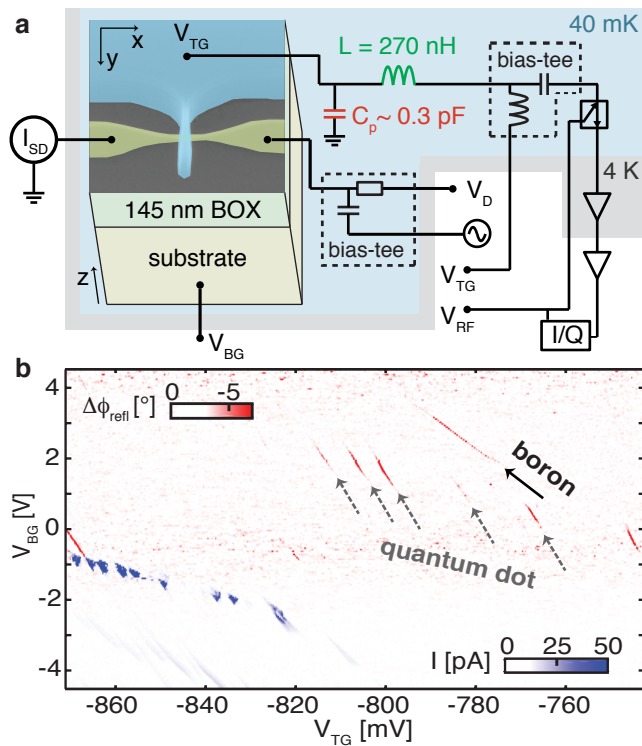 a
x
y
V_TG
L = 270 nH
40 mK
bias-tee
C_p ~ 0.3 pF
I_SD
4 K
145 nm BOX
V_D
substrate
bias-tee
z
V_TG
V_RF
I/Q
V_BG
b
4
0 -5
Δϕ_refl [°]
2
boron
V_BG [V]
0
quantum dot
-2
0 25 50
I [pA]
-4
-860 -840 -820 -800 -780 -760
V_TG [mV]